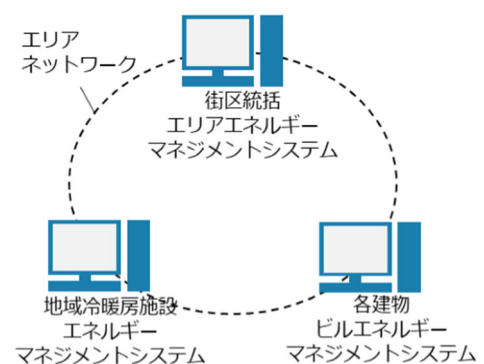 エリア
ネットワーク
街区統括
エリアエネルギー
マネジメントシステム
地域冷暖房施設
エネルギー
マネジメントシステム
各建物
ビルエネルギー
マネジメントシステム